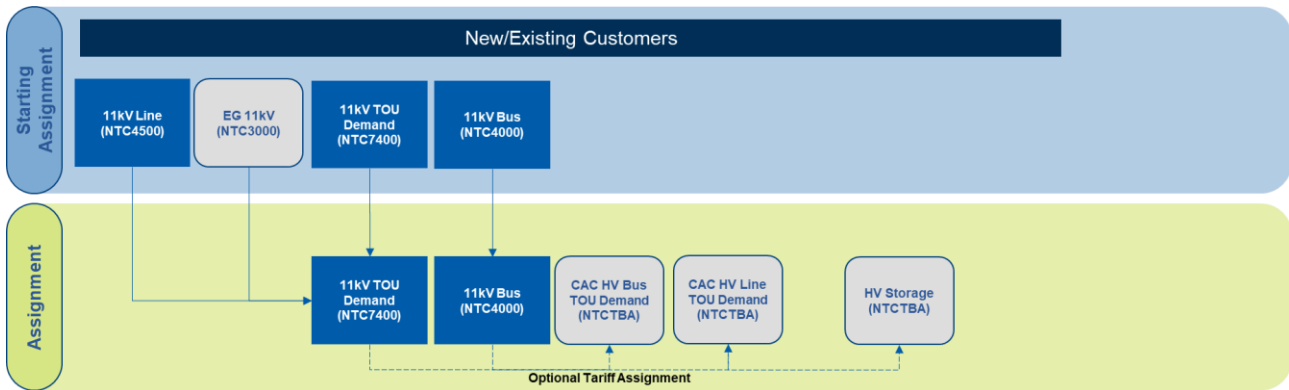 New/Existing Customers
Starting
Assignment
11kV Line
(NTC4500)
EG 11kV
(NTC3000)
11kV TOU
Demand
(NTC7400)
11kV Bus
(NTC4000)
Assignment
11kV TOU
Demand
(NTC7400)
11kV Bus
(NTC4000)
CAC HV Bus
TOU Demand
(NTCTBA)
CAC HV Line
TOU Demand
(NTCTBA)
HV Storage
(NTCTBA)
Optional Tariff Assignment